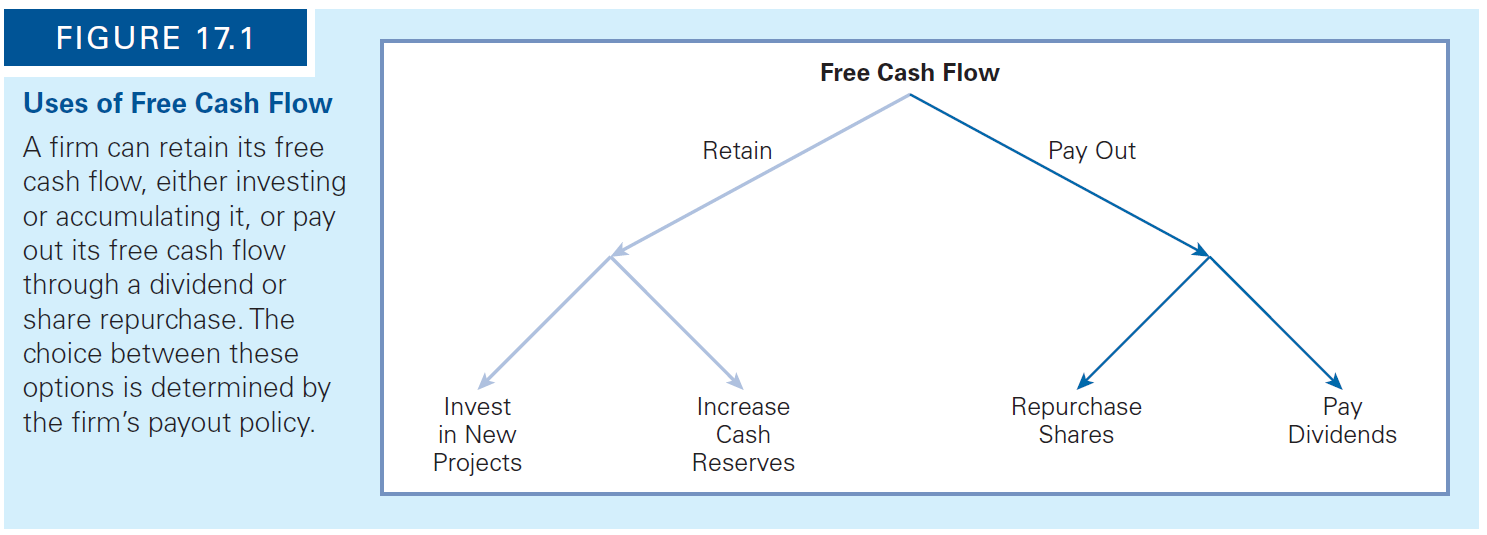 FIGURE 17.1
Uses of Free Cash Flow
A firm can retain its free
cash flow, either investing
or accumulating it, or pay
out its free cash flow
through a dividend or
share repurchase. The
choice between these
options is determined by
the firm's payout policy.
Free Cash Flow
Retain
Pay Out
Invest
in New
Projects
Increase
Cash
Reserves
Repurchase
Shares
Pay
Dividends